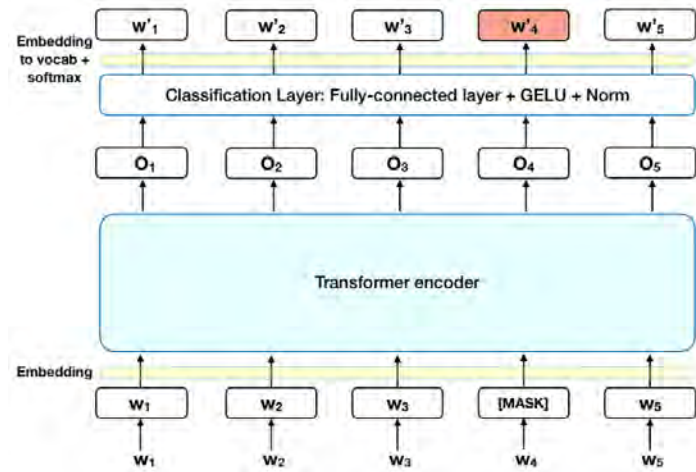 w'1 w'2 w'3 w'4 w'5
Embedding
to vocab +
softmax
Classification Layer: Fully-connected layer + GELU + Norm
O1 O2 O3 O4 O5
Transformer encoder
Embedding
w1 w2 w3 [MASK] w5
w1 w2 w3 w4 w5